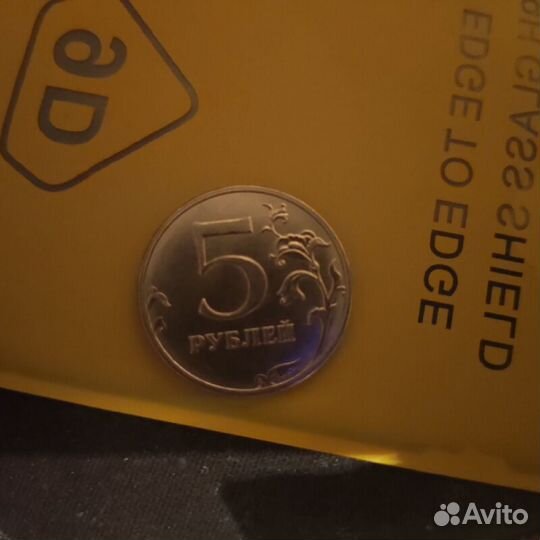 9D
GLASS SHIELD
EDGE TO EDGE
5
РУБЛЕЙ
Avito